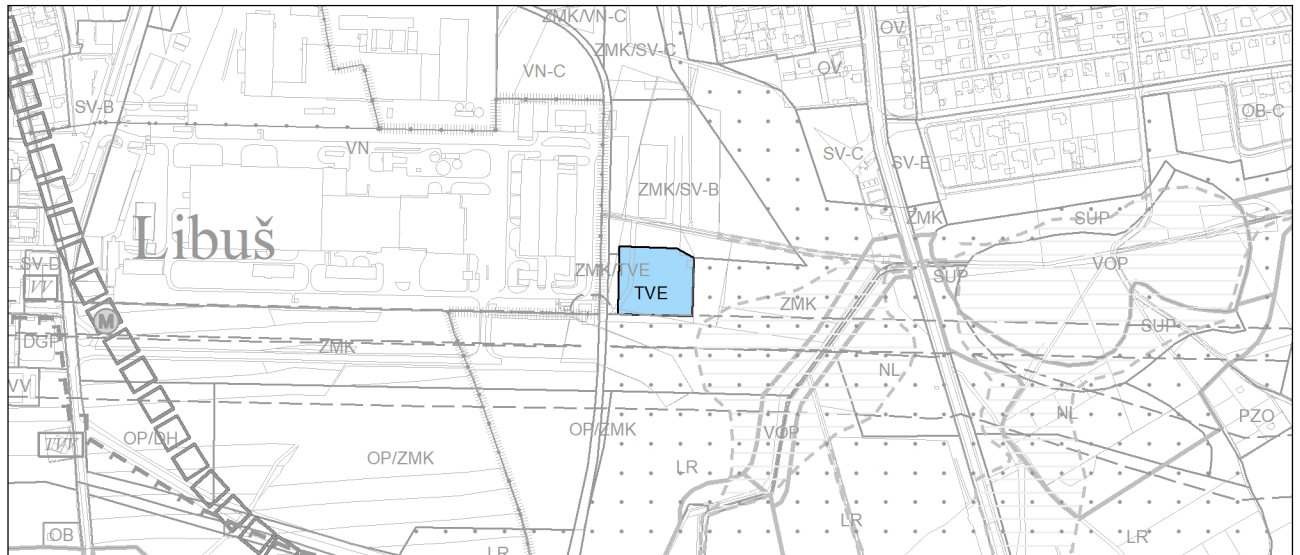 ZMK/VN-C
OV
ZMK/SV-C
VN-C
OV
SV-B
OB-C
VN
SV-C
SV-E
ZMK/SV-B
Libuš
ZMK
SUP
SV-D
VV
ZMK/TVE
TVE
SUP
VOP
ZMK
M
DGP
ZMK
SUP
NL
VV
NL
PZO
OP/DH
OP/ZMK
VOP
TVV
OP/ZMK
LR
LR
OB
LR
LR